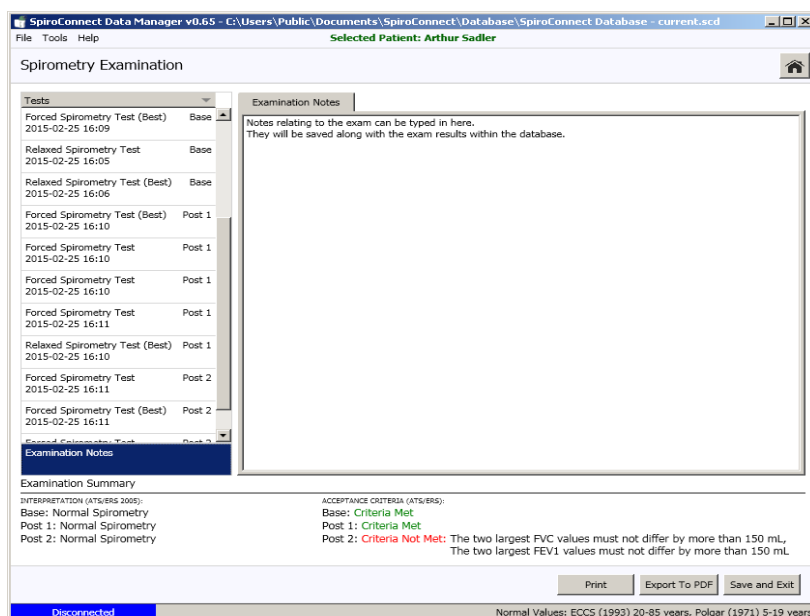 SpiroConnect Data Manager v0.65 - C:\Users\Public\Documents\SpiroConnect\Database\SpiroConnect Database - current.scd
File Tools Help
Selected Patient: Arthur Sadler
Spirometry Examination
Tests
Forced Spirometry Test (Best) Base
2015-02-25 16:09
Relaxed Spirometry Test Base
2015-02-25 16:05
Relaxed Spirometry Test (Best) Base
2015-02-25 16:06
Forced Spirometry Test (Best) Post 1
2015-02-25 16:10
Forced Spirometry Test Post 1
2015-02-25 16:10
Forced Spirometry Test Post 1
2015-02-25 16:10
Forced Spirometry Test Post 1
2015-02-25 16:11
Relaxed Spirometry Test (Best) Post 1
2015-02-25 16:10
Forced Spirometry Test Post 2
2015-02-25 16:11
Forced Spirometry Test (Best) Post 2
2015-02-25 16:11
Forced Spirometry Test Post 2
Examination Notes
Examination Notes
Notes relating to the exam can be typed in here.
They will be saved along with the exam results within the database.
Examination Summary
INTERPRETATION (ATS/ERS 2005):
Base: Normal Spirometry
Post 1: Normal Spirometry
Post 2: Normal Spirometry
ACCEPTANCE CRITERIA (ATS/ERS):
Base: Criteria Met
Post 1: Criteria Met
Post 2: Criteria Not Met: The two largest FVC values must not differ by more than 150 mL,
The two largest FEV1 values must not differ by more than 150 mL
Print
Export To PDF
Save and Exit
Disconnected
Normal Values: ECCS (1993) 20-85 years, Polgar (1971) 5-19 years